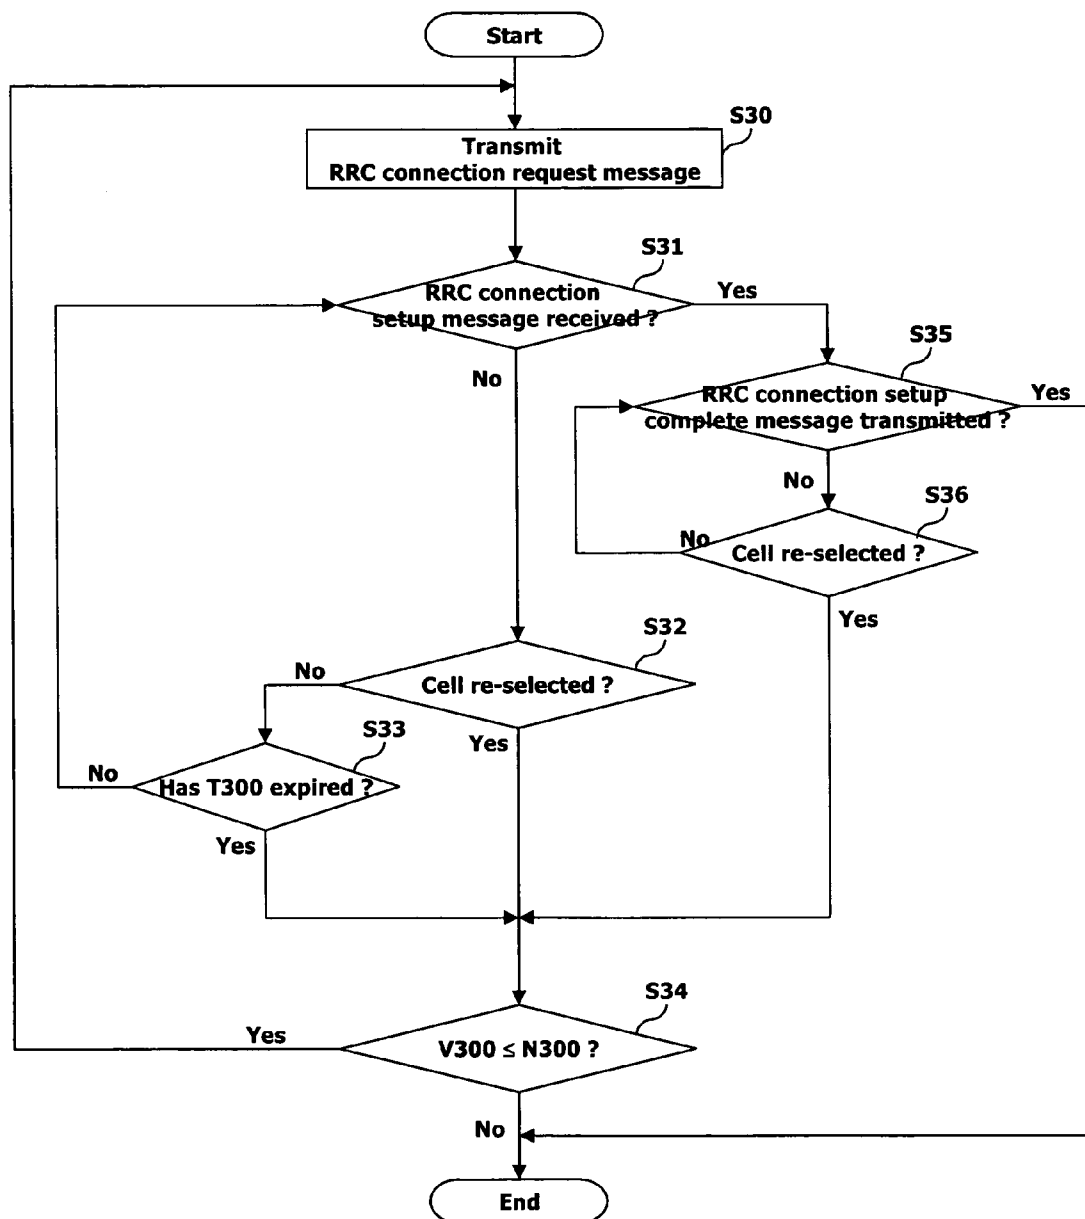 Start
S30
Transmit
RRC connection request message
S31
RRC connection
setup message received ?
Yes
No
S35
RRC connection setup
complete message transmitted ?
Yes
No
S36
No
Cell re-selected ?
Yes
S32
No
Cell re-selected ?
Yes
S33
No
Has T300 expired ?
Yes
S34
Yes
V300 ≤ N300 ?
No
End